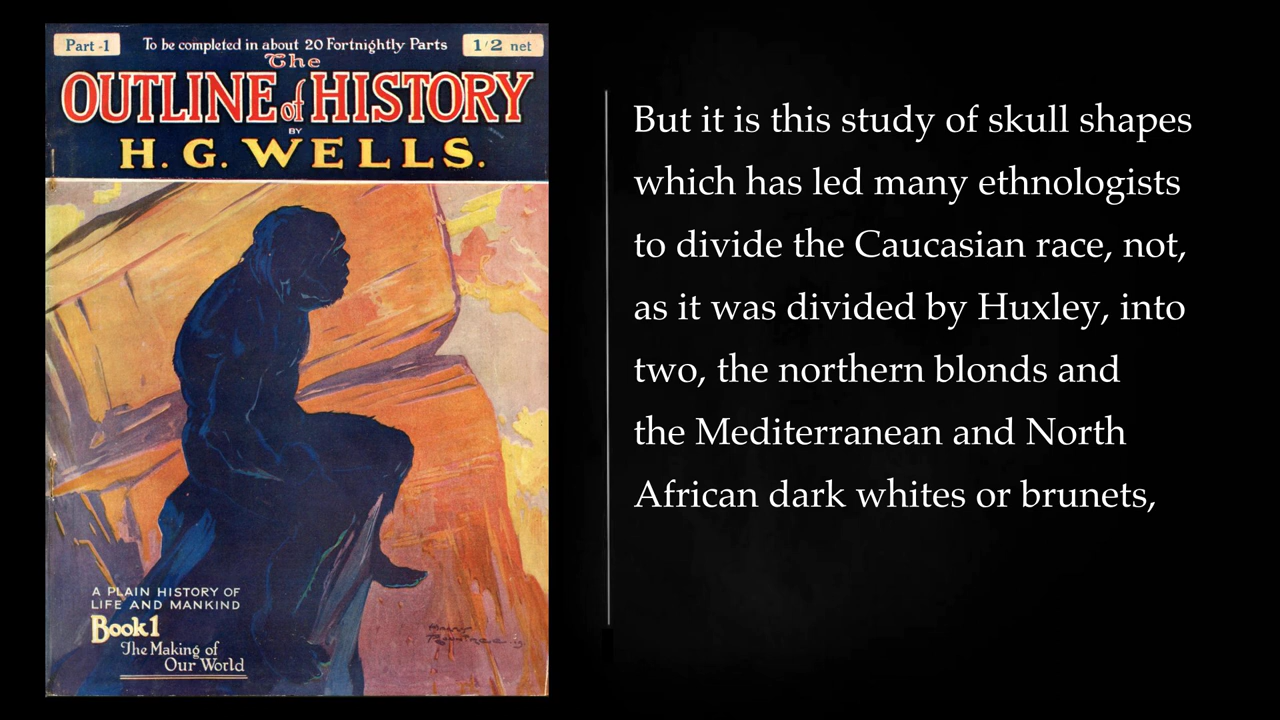 Part -1
To be completed in about 20 Fortnightly Parts
1/2 net
The
OUTLINE of HISTORY
BY
H. G. WELLS.
A PLAIN HISTORY OF
LIFE AND MANKIND
Book 1
The Making of
Our World
But it is this study of skull shapes
which has led many ethnologists
to divide the Caucasian race, not,
as it was divided by Huxley, into
two, the northern blonds and
the Mediterranean and North
African dark whites or brunets,